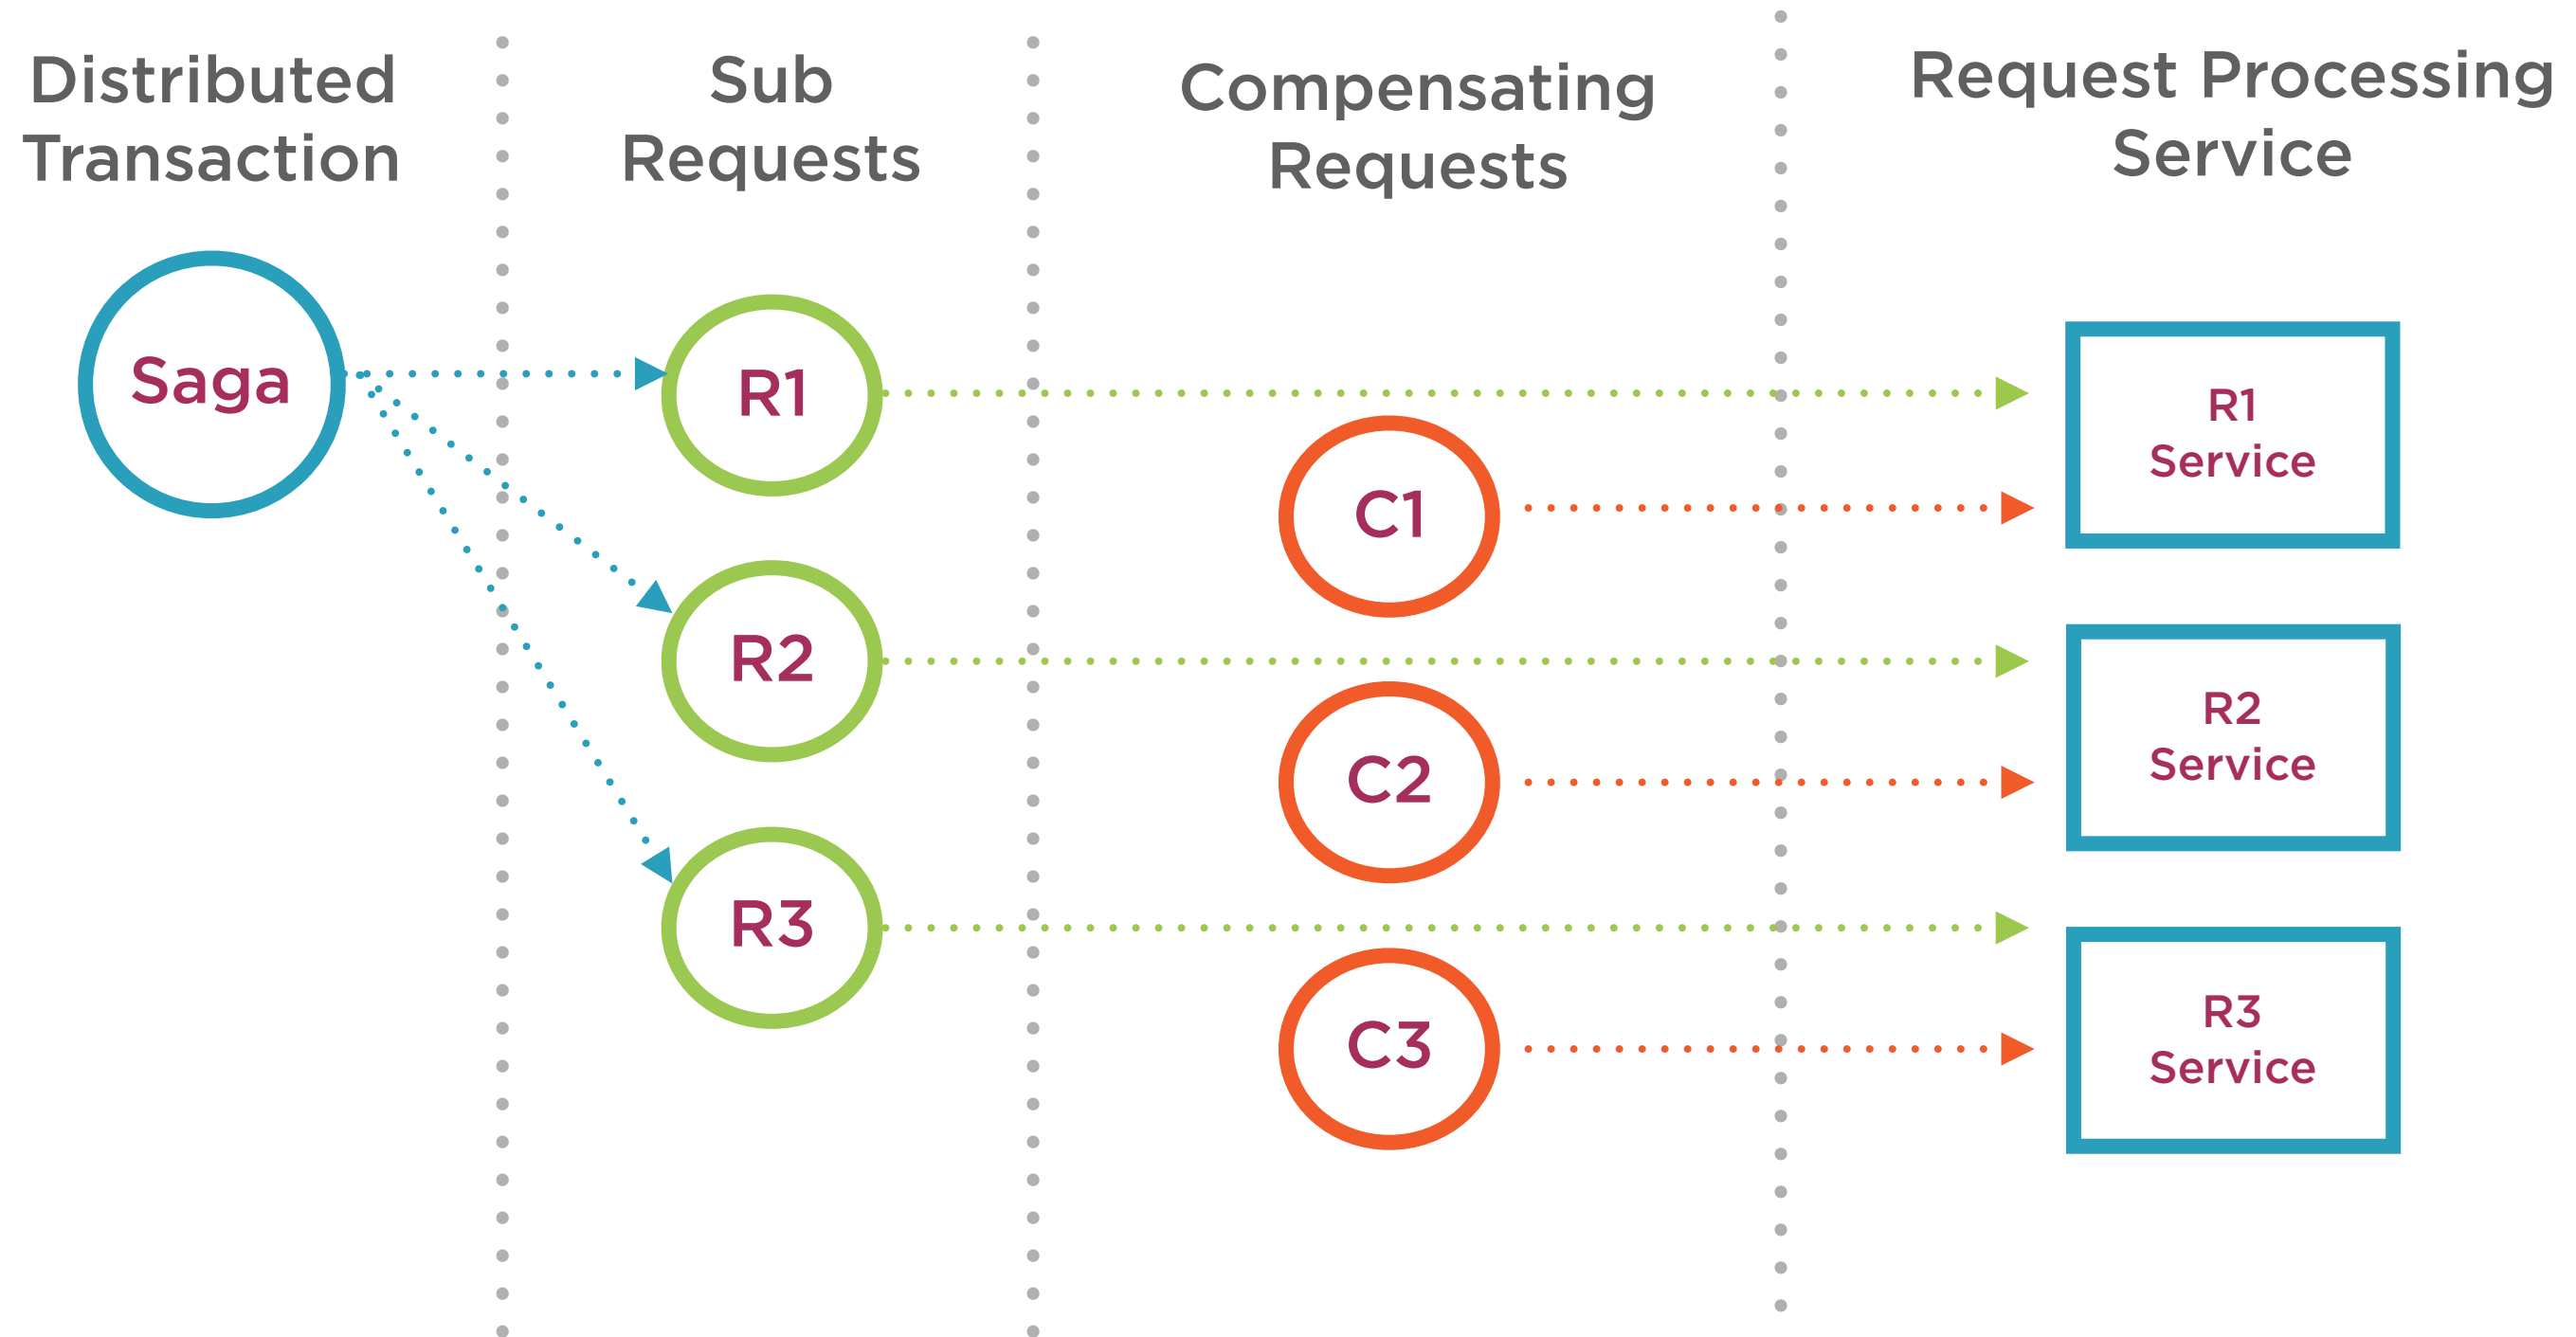 Distributed
Transaction
Sub
Requests
Compensating
Requests
Request Processing
Service
Saga
R1
R2
R3
C1
C2
C3
R1
Service
R2
Service
R3
Service